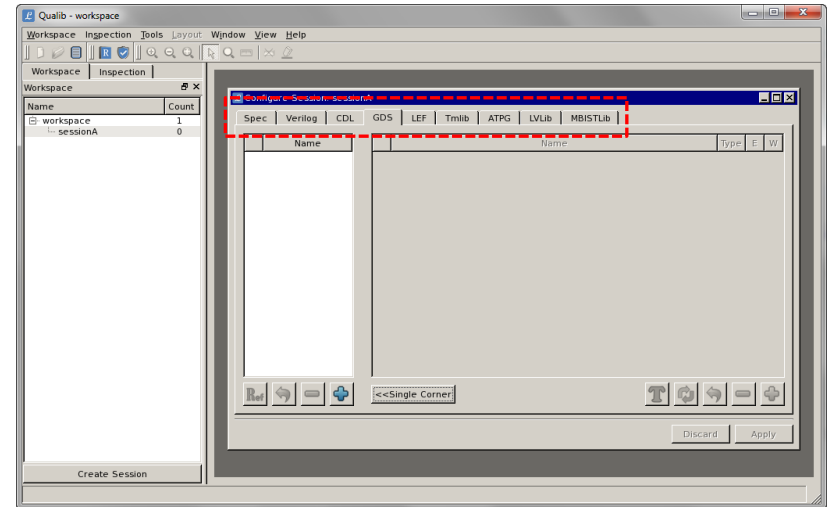 Qualib - workspace
Workspace Inspection Tools Layout Window View Help
R
Workspace Inspection
Workspace
Name Count
workspace 1
sessionA 0
Create Session
Configure Session: sessionA
Spec Verilog CDL GDS LEF Tmlib ATPG LVLib MBISTLib
Name
Name Type E W
Ref
<<Single Corner
T
Discard Apply